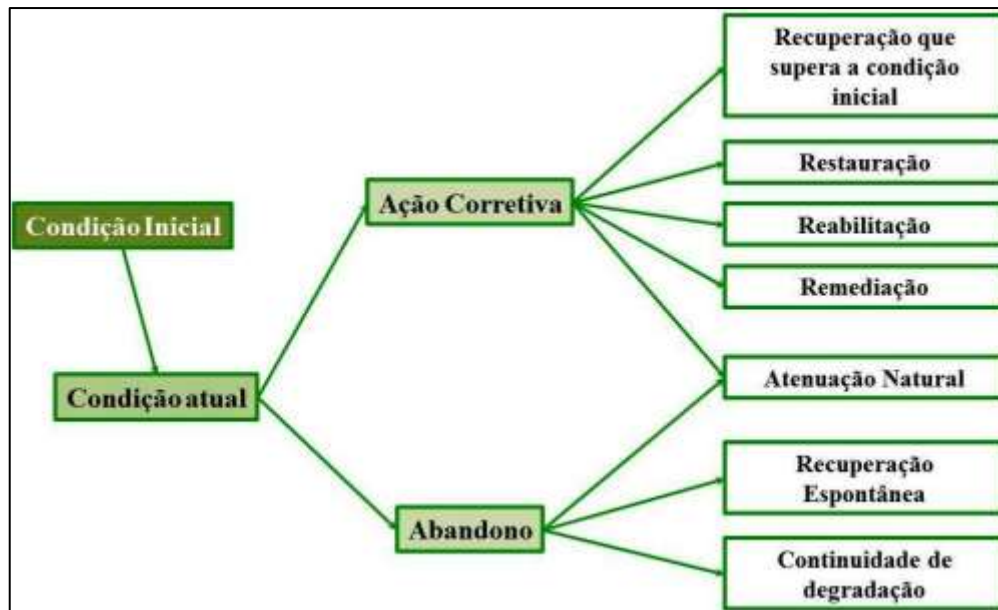 Condição Inicial
Condição atual
Ação Corretiva
Abandono
Recuperação que
supera a condição
inicial
Restauração
Reabilitação
Remediação
Atenuação Natural
Recuperação
Espontânea
Continuidade de
degradação